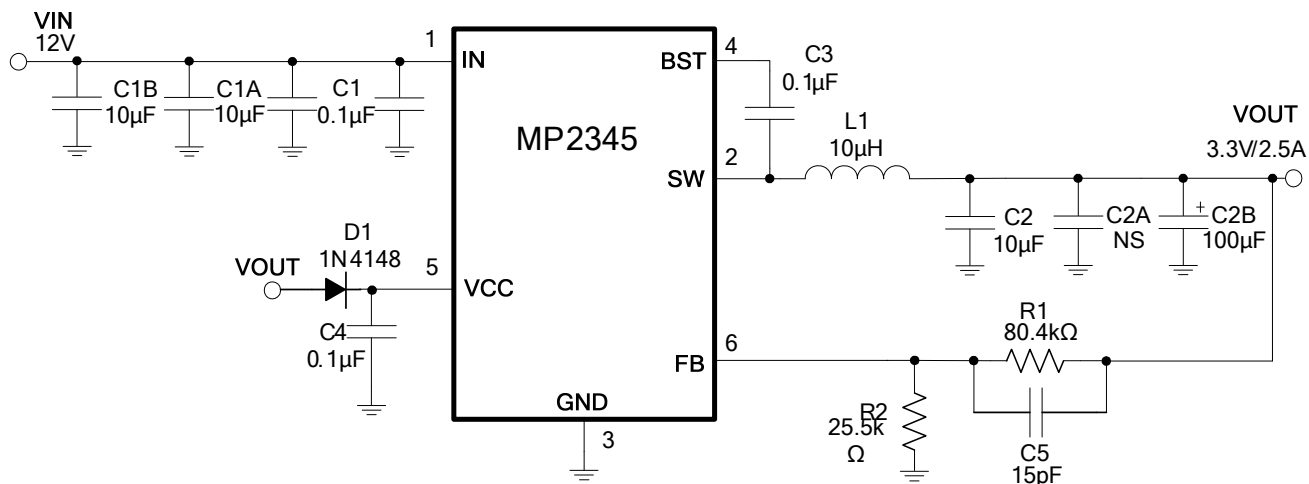 VIN
12V
1
IN
C1B
10µF
C1A
10µF
C1
0.1µF
MP2345
BST
4
C3
0.1µF
SW
2
L1
10µH
VOUT
3.3V/2.5A
C2
10µF
C2A
NS
+
C2B
100µF
D1
1N4148
VOUT
5
VCC
C4
0.1µF
FB
6
R1
80.4kΩ
R2
25.5k
Ω
C5
15pF
GND
3